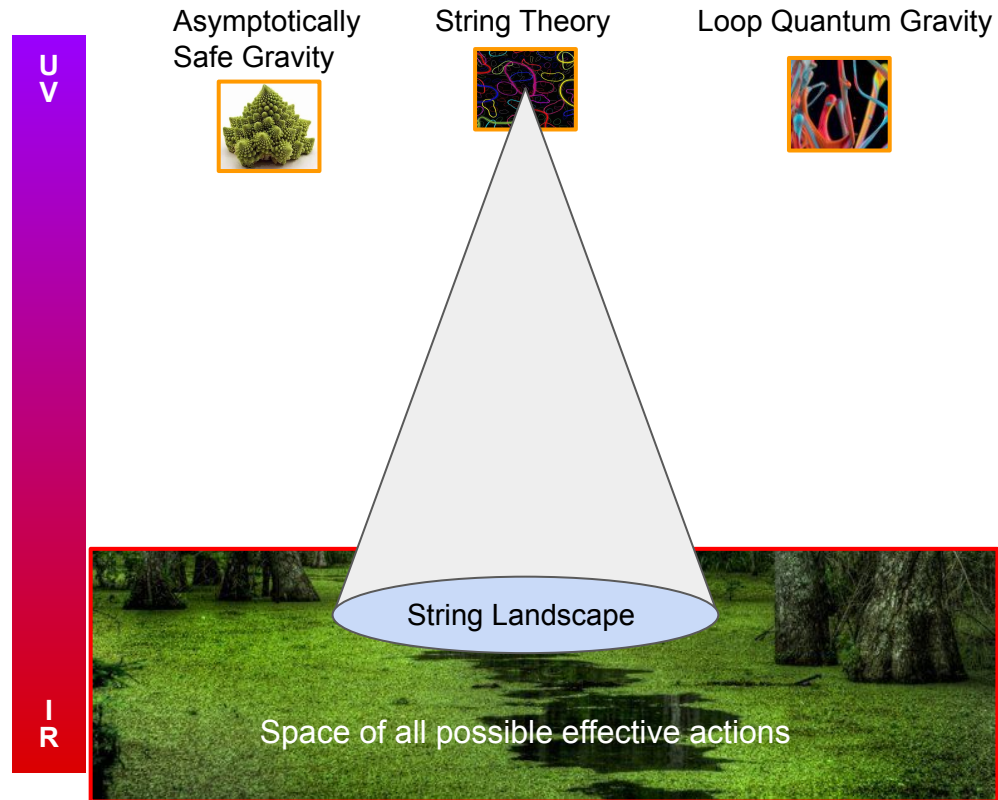 Asymptotically
Safe Gravity
String Theory
Loop Quantum Gravity
U
V
String Landscape
I
R
Space of all possible effective actions